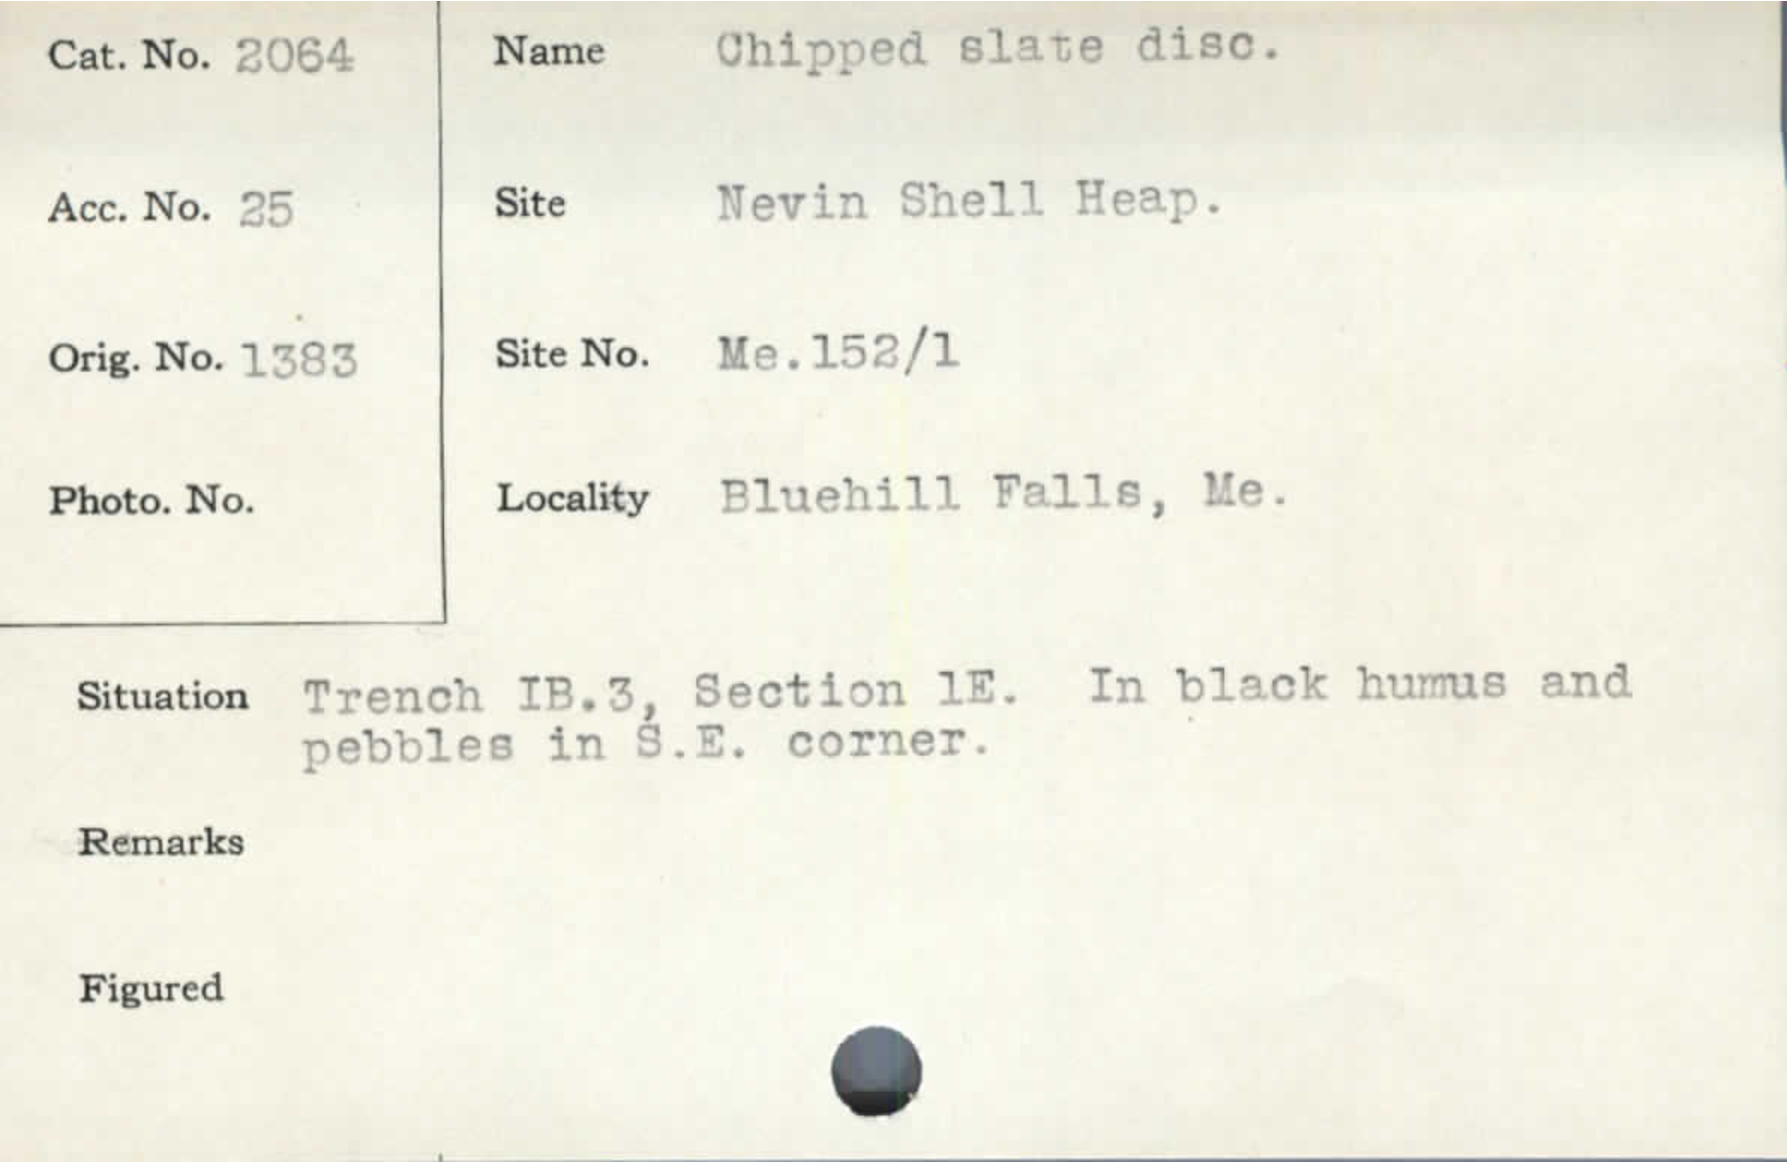 Cat. No. 2064
Name Chipped slate disc.
Acc. No. 25
Site Nevin Shell Heap.
Orig. No. 1383
Site No. Me.152/1
Photo. No.
Locality Bluehill Falls, Me.
Situation Trench IB.3, Section 1E. In black humus and
pebbles in S.E. corner.
Remarks
Figured